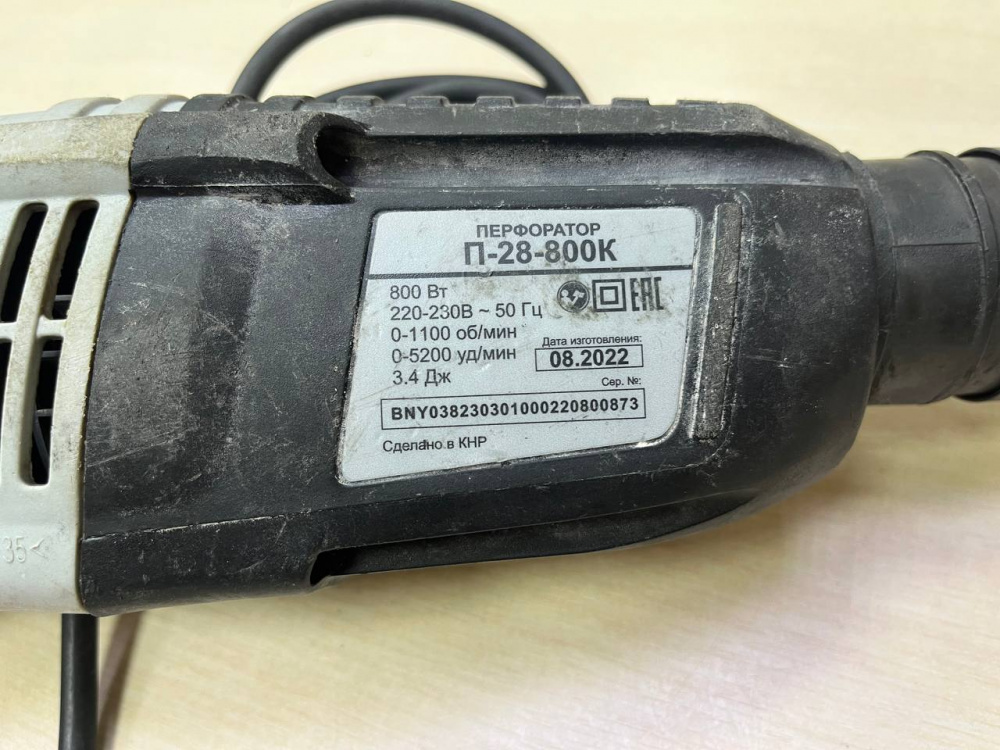 ПЕРФОРАТОР
П-28-800К
800 Вт
220-230В ~ 50 Гц
EAC
0-1100 об/мин
Дата изготовления:
0-5200 уд/мин
08.2022
3.4 Дж
Сер. №:
BNY038230301000220800873
Сделано в КНР
35